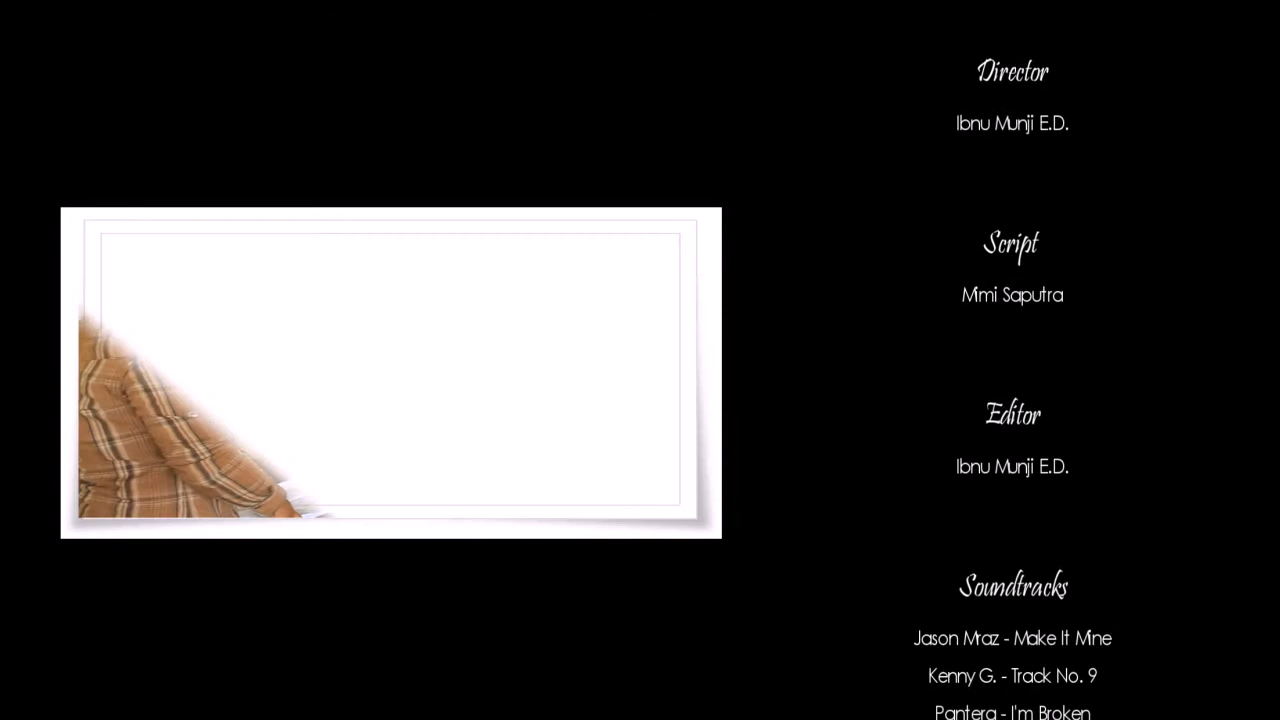 Director
Ibnu Munji E.D.
Script
Mimi Saputra
Editor
Ibnu Munji E.D.
Soundtracks
Jason Mraz - Make It Mine
Kenny G. - Track No. 9
Pantera - I'm Broken